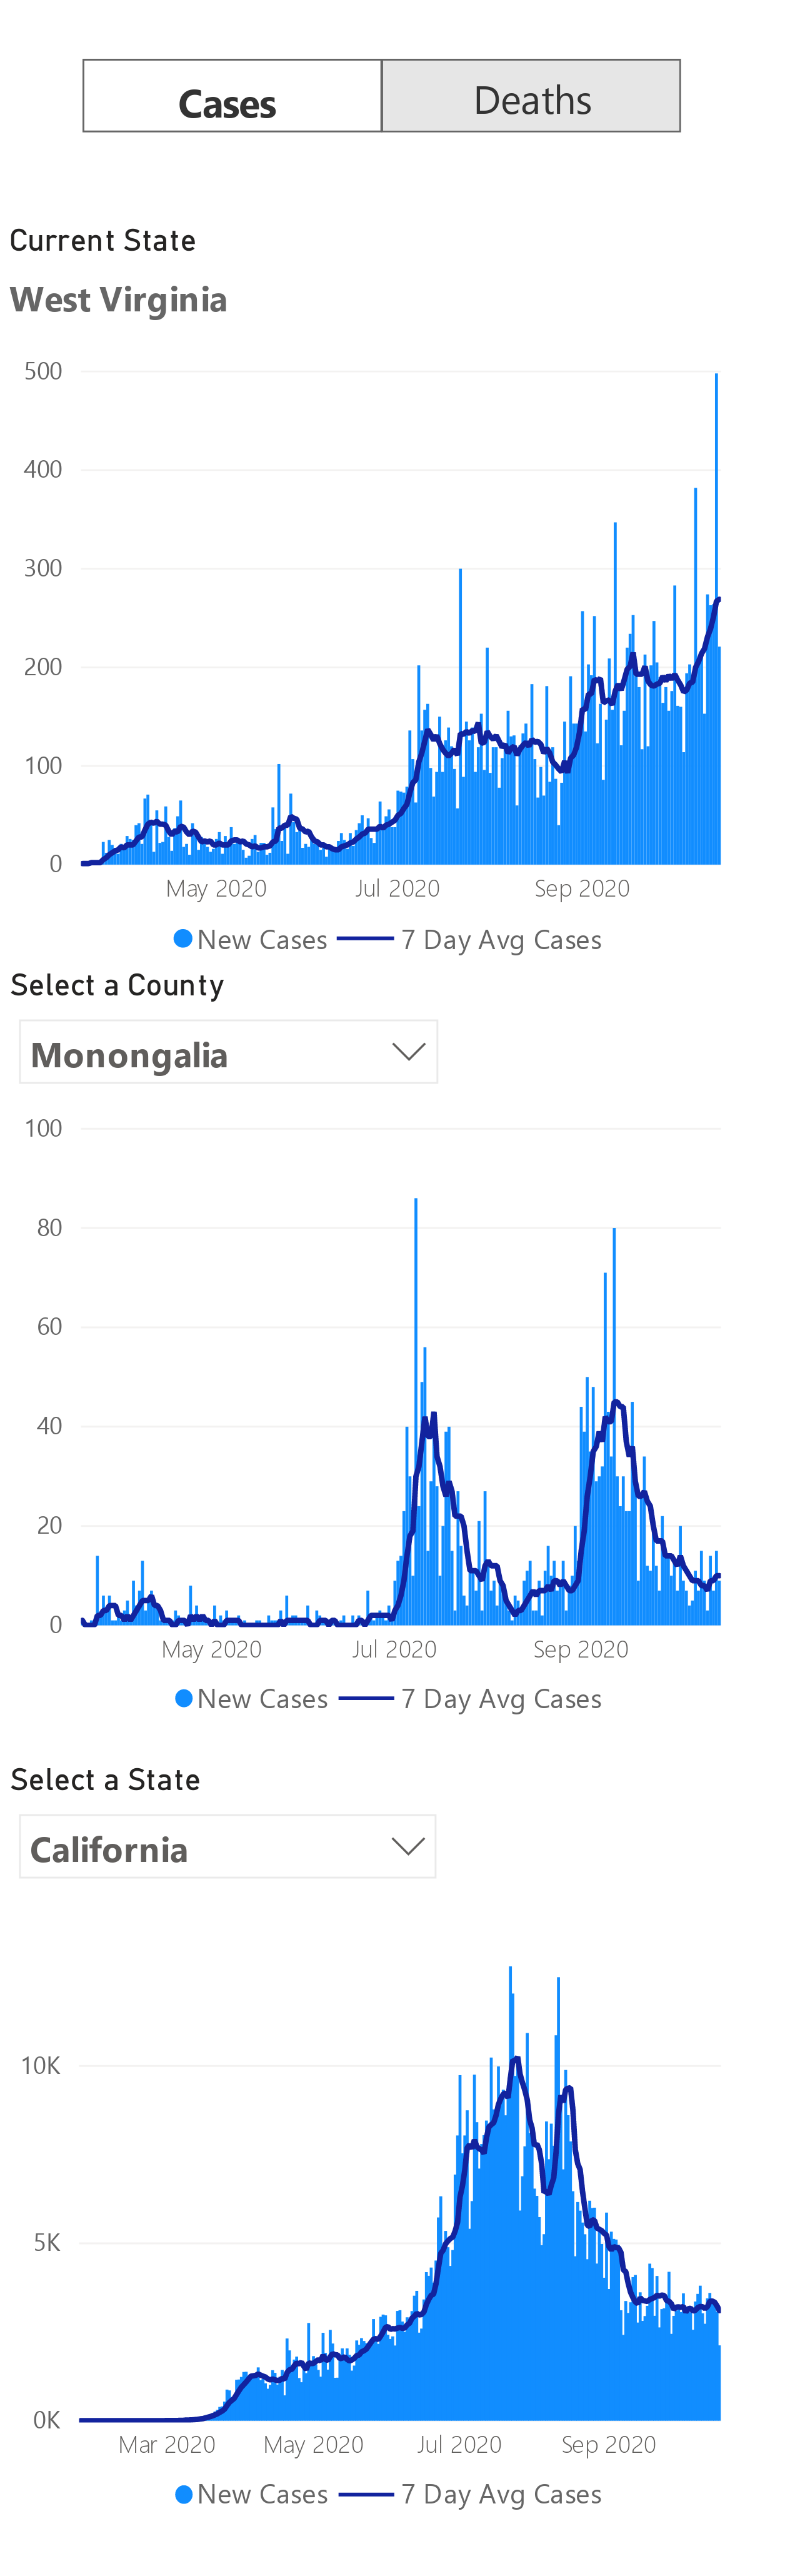 Cases Deaths
Current State
West Virginia
500
400
300
200
100
0
May 2020 Jul 2020 Sep 2020
New Cases 7 Day Avg Cases
Select a County
Monongalia
100
80
60
40
20
0
May 2020 Jul 2020 Sep 2020
New Cases 7 Day Avg Cases
Select a State
California
10K
5K
0K
Mar 2020 May 2020 Jul 2020 Sep 2020
New Cases 7 Day Avg Cases